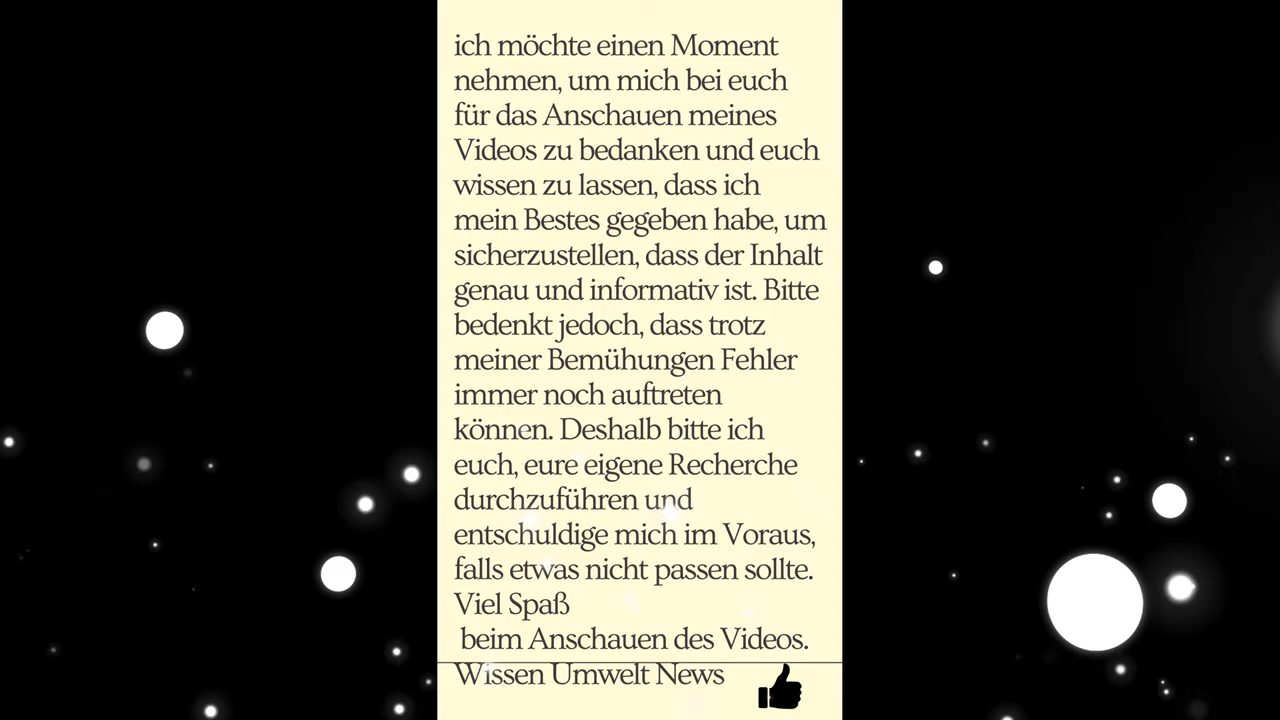 ich möchte einen Moment
nehmen, um mich bei euch
für das Anschauen meines
Videos zu bedanken und euch
wissen zu lassen, dass ich
mein Bestes gegeben habe, um
sicherzustellen, dass der Inhalt
genau und informativ ist. Bitte
bedenkt jedoch, dass trotz
meiner Bemühungen Fehler
immer noch auftreten
können. Deshalb bitte ich
euch, eure eigene Recherche
durchzuführen und
entschuldige mich im Voraus,
falls etwas nicht passen sollte.
Viel Spaß
beim Anschauen des Videos.
Wissen Umwelt News